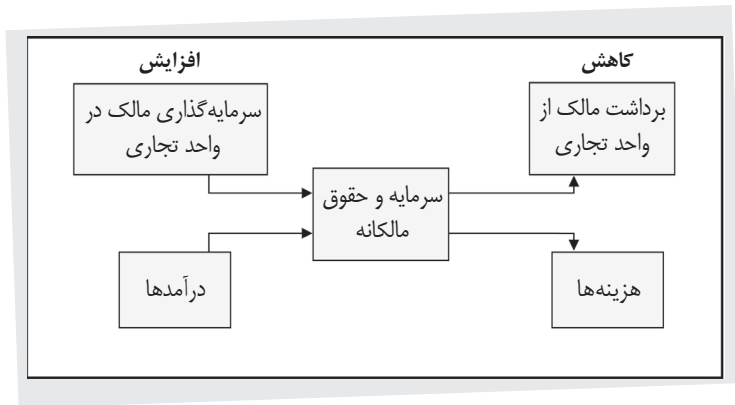 افزایش
کاهش
سرمایه‌گذاری مالک در
واحد تجاری
برداشت مالک از
واحد تجاری
سرمایه و حقوق
مالکانه
درآمدها
هزینه‌ها